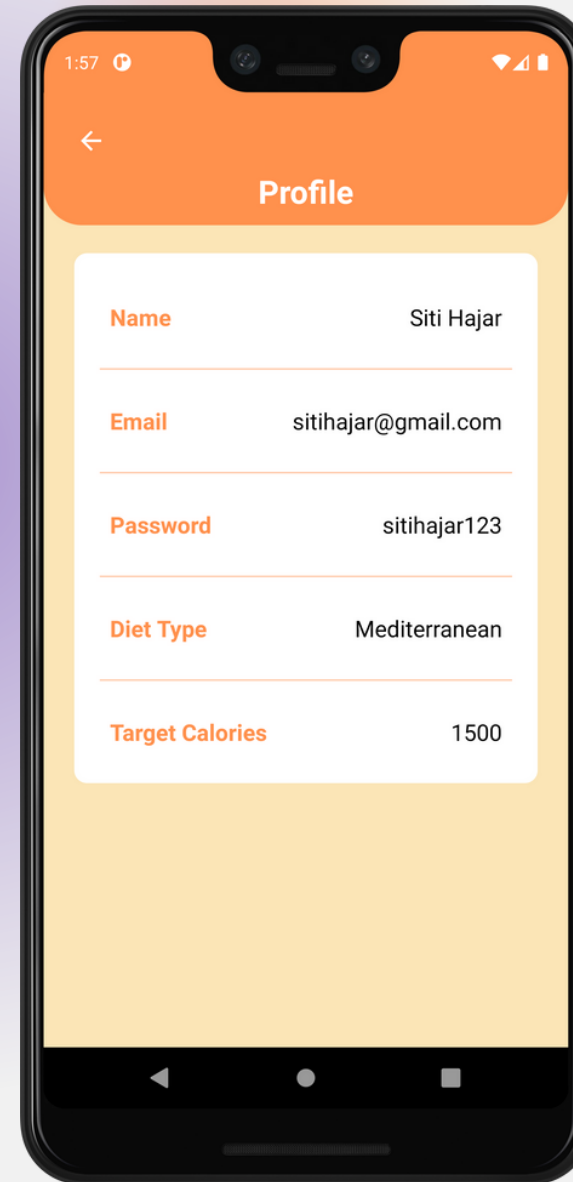 1:57
Profile
Name Siti Hajar
Email sitihajar@gmail.com
Password sitihajar123
Diet Type Mediterranean
Target Calories 1500